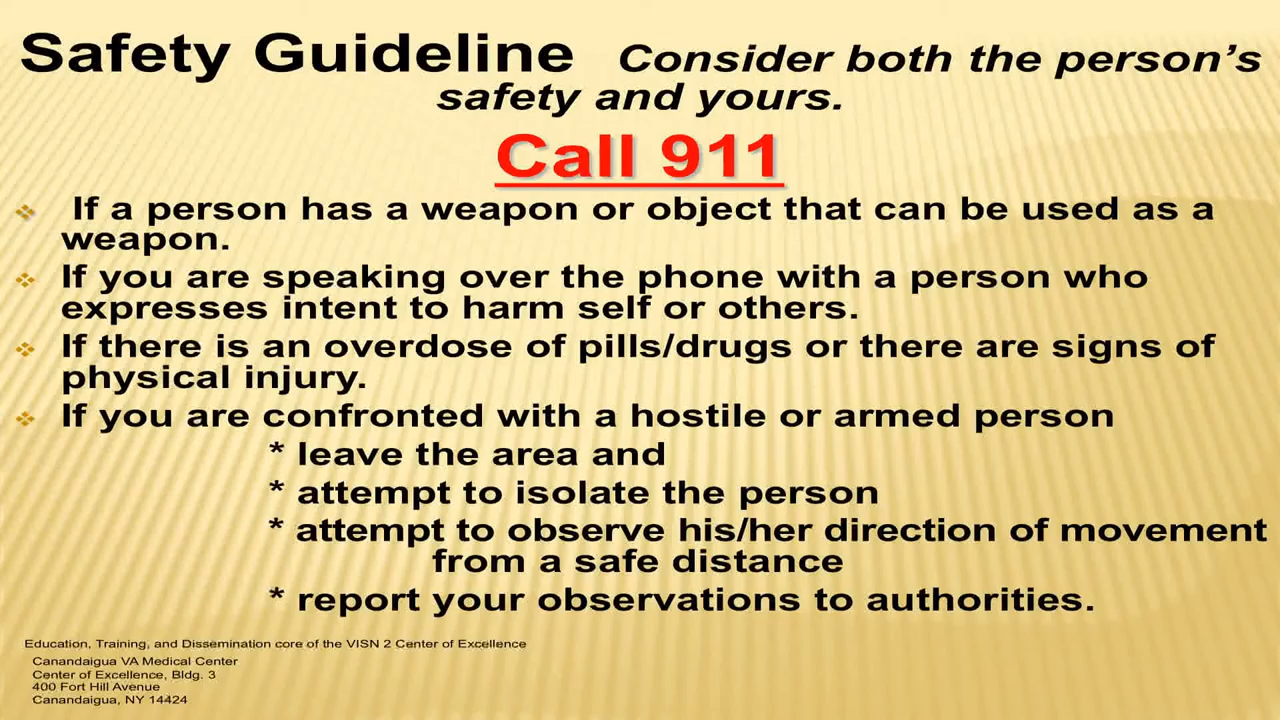 Safety Guideline Consider both the person's
safety and yours.
Call 911
If a person has a weapon or object that can be used as a
weapon.
If you are speaking over the phone with a person who
expresses intent to harm self or others.
If there is an overdose of pills/drugs or there are signs of
physical injury.
If you are confronted with a hostile or armed person
* leave the area and
* attempt to isolate the person
* attempt to observe his/her direction of movement
from a safe distance
* report your observations to authorities.
Education, Training, and Dissemination core of the VISN 2 Center of Excellence
Canandaigua VA Medical Center
Center of Excellence, Bldg. 3
400 Fort Hill Avenue
Canandaigua, NY 14424